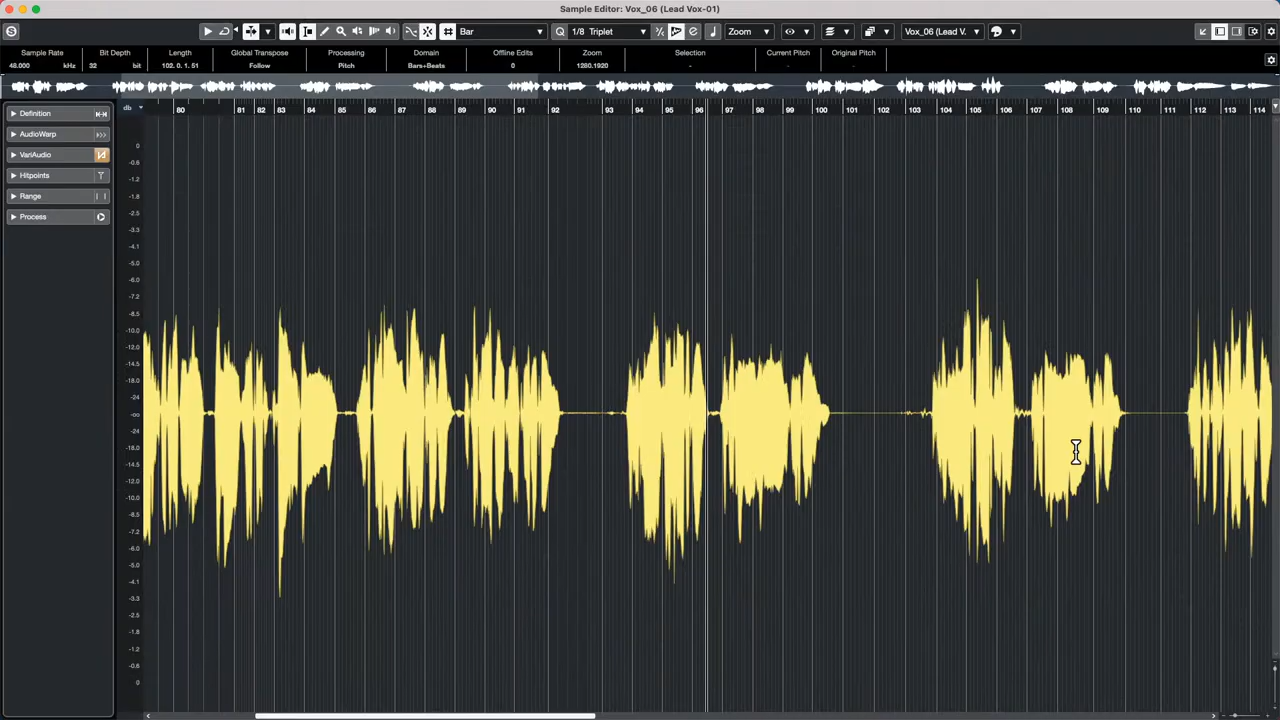 Sample Editor: Vox_06 (Lead Vox-01)
Bar 1/8 Triplet Zoom Vox_06 (Lead V.
Sample Rate Bit Depth Length Global Transpose Processing Domain Offline Edits Zoom Selection Current Pitch Original Pitch
48.000 kHz 32 bit 102. 0. 1. 51 Follow Pitch Bars+Beats 0 1280.1920 - - -
db 80 81 82 83 84 85 86 87 88 89 90 91 92 93 94 95 96 97 98 99 100 101 102 103 104 105 106 107 108 109 110 111 112 113 114
Definition
AudioWarp
VariAudio
Hitpoints
Range
Process
0
-0.6
-1.2
-1.8
-2.5
-3.3
-4.1
-5.0
-6.0
-7.2
-8.5
-10.0
-12.0
-14.5
-18.0
-24
-oo
-24
-18.0
-14.5
-12.0
-10.0
-8.5
-7.2
-6.0
-5.0
-4.1
-3.3
-2.5
-1.8
-1.2
-0.6
0